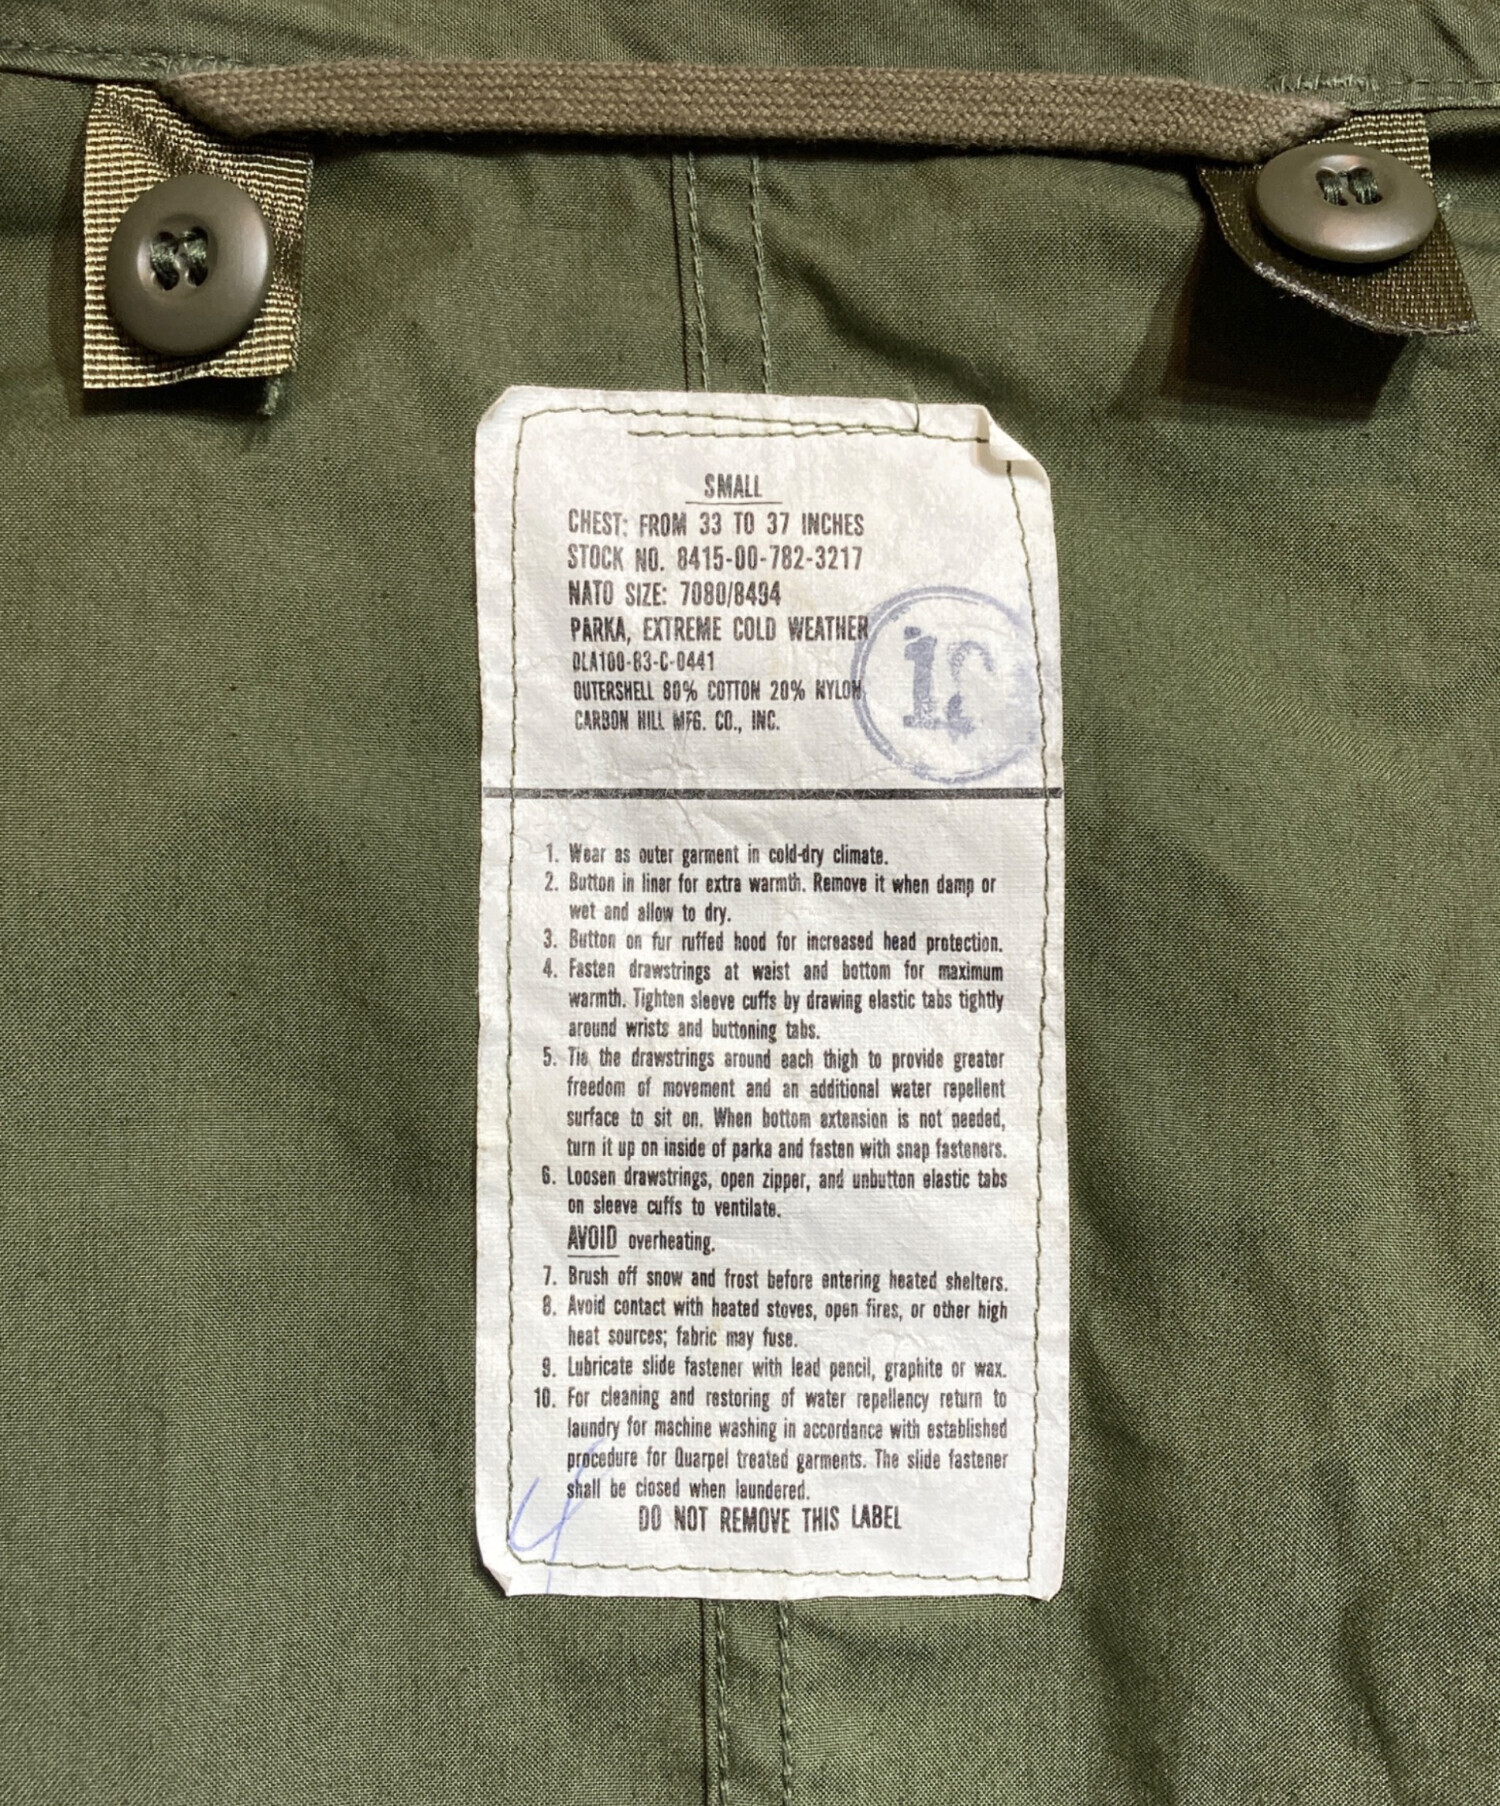 SMALL
CHEST: FROM 33 TO 37 INCHES
STOCK NO. 8415-00-782-3217
NATO SIZE: 7080/8494
PARKA, EXTREME COLD WEATHER
DLA100-83-C-0441
OUTERSHELL 80% COTTON 20% NYLON
CARBON HILL MFG. CO., INC.
1. Wear as outer garment in cold-dry climate.
2. Button in liner for extra warmth. Remove it when damp or
wet and allow to dry.
3. Button on fur ruffed hood for increased head protection.
4. Fasten drawstrings at waist and bottom for maximum
warmth. Tighten sleeve cuffs by drawing elastic tabs tightly
around wrists and buttoning tabs.
5. Tie the drawstrings around each thigh to provide greater
freedom of movement and an additional water repellent
surface to sit on. When bottom extension is not needed,
turn it up on inside of parka and fasten with snap fasteners.
6. Loosen drawstrings, open zipper, and unbutton elastic tabs
on sleeve cuffs to ventilate.
AVOID overheating.
7. Brush off snow and frost before entering heated shelters.
8. Avoid contact with heated stoves, open fires, or other high
heat sources; fabric may fuse.
9. Lubricate slide fastener with lead pencil, graphite or wax.
10. For cleaning and restoring of water repellency return to
laundry for machine washing in accordance with established
procedure for Quarpel treated garments. The slide fastener
shall be closed when laundered.
DO NOT REMOVE THIS LABEL